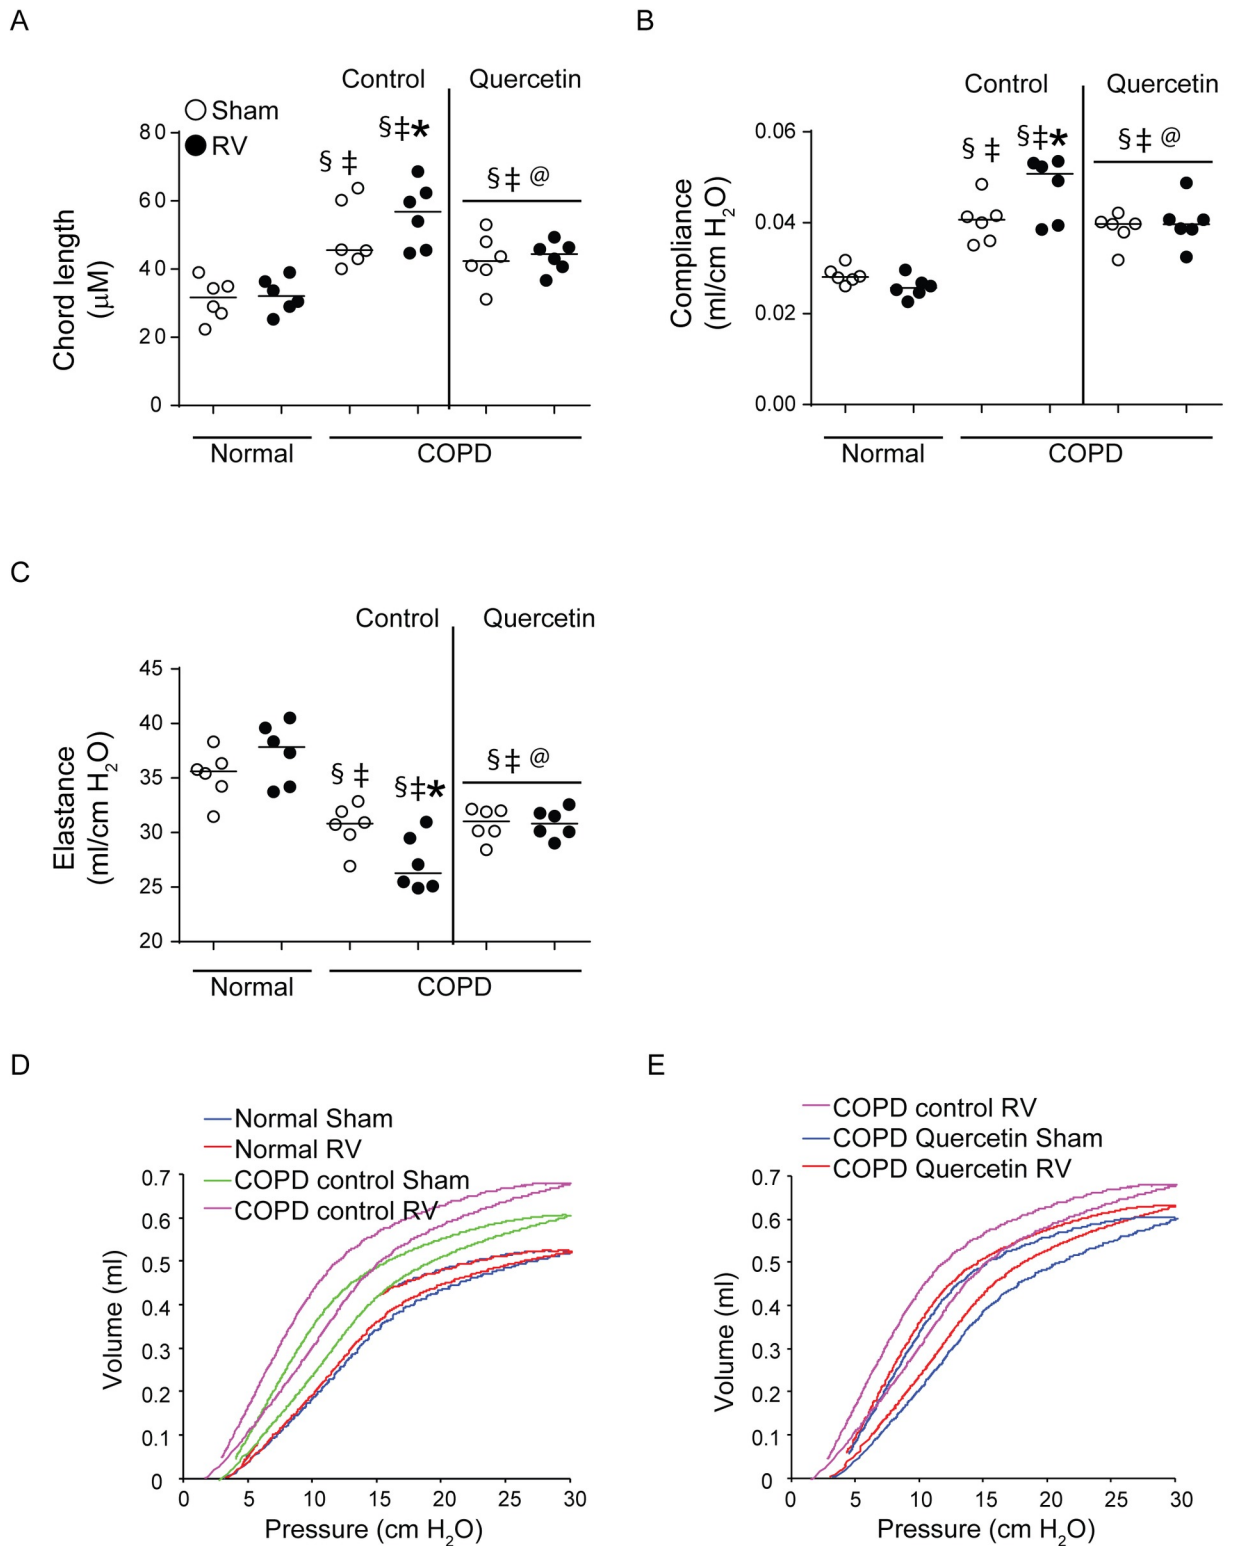 A
Control Quercetin
Sham
RV
§ ‡
§‡*
§ ‡ @
80
60
40
20
0
Chord length
(µM)
Normal COPD
B
Control Quercetin
§ ‡
§‡*
§ ‡ @
0.06
0.04
0.02
0.00
Compliance
(ml/cm H2O)
Normal COPD
C
Control Quercetin
§ ‡
§‡*
§ ‡ @
45
40
35
30
25
20
Elastance
(ml/cm H2O)
Normal COPD
D
Normal Sham
Normal RV
COPD control Sham
COPD control RV
0.7
0.6
0.5
0.4
0.3
0.2
0.1
0
Volume (ml)
0 5 10 15 20 25 30
Pressure (cm H2O)
E
COPD control RV
COPD Quercetin Sham
COPD Quercetin RV
0.7
0.6
0.5
0.4
0.3
0.2
0.1
0
Volume (ml)
0 5 10 15 20 25 30
Pressure (cm H2O)